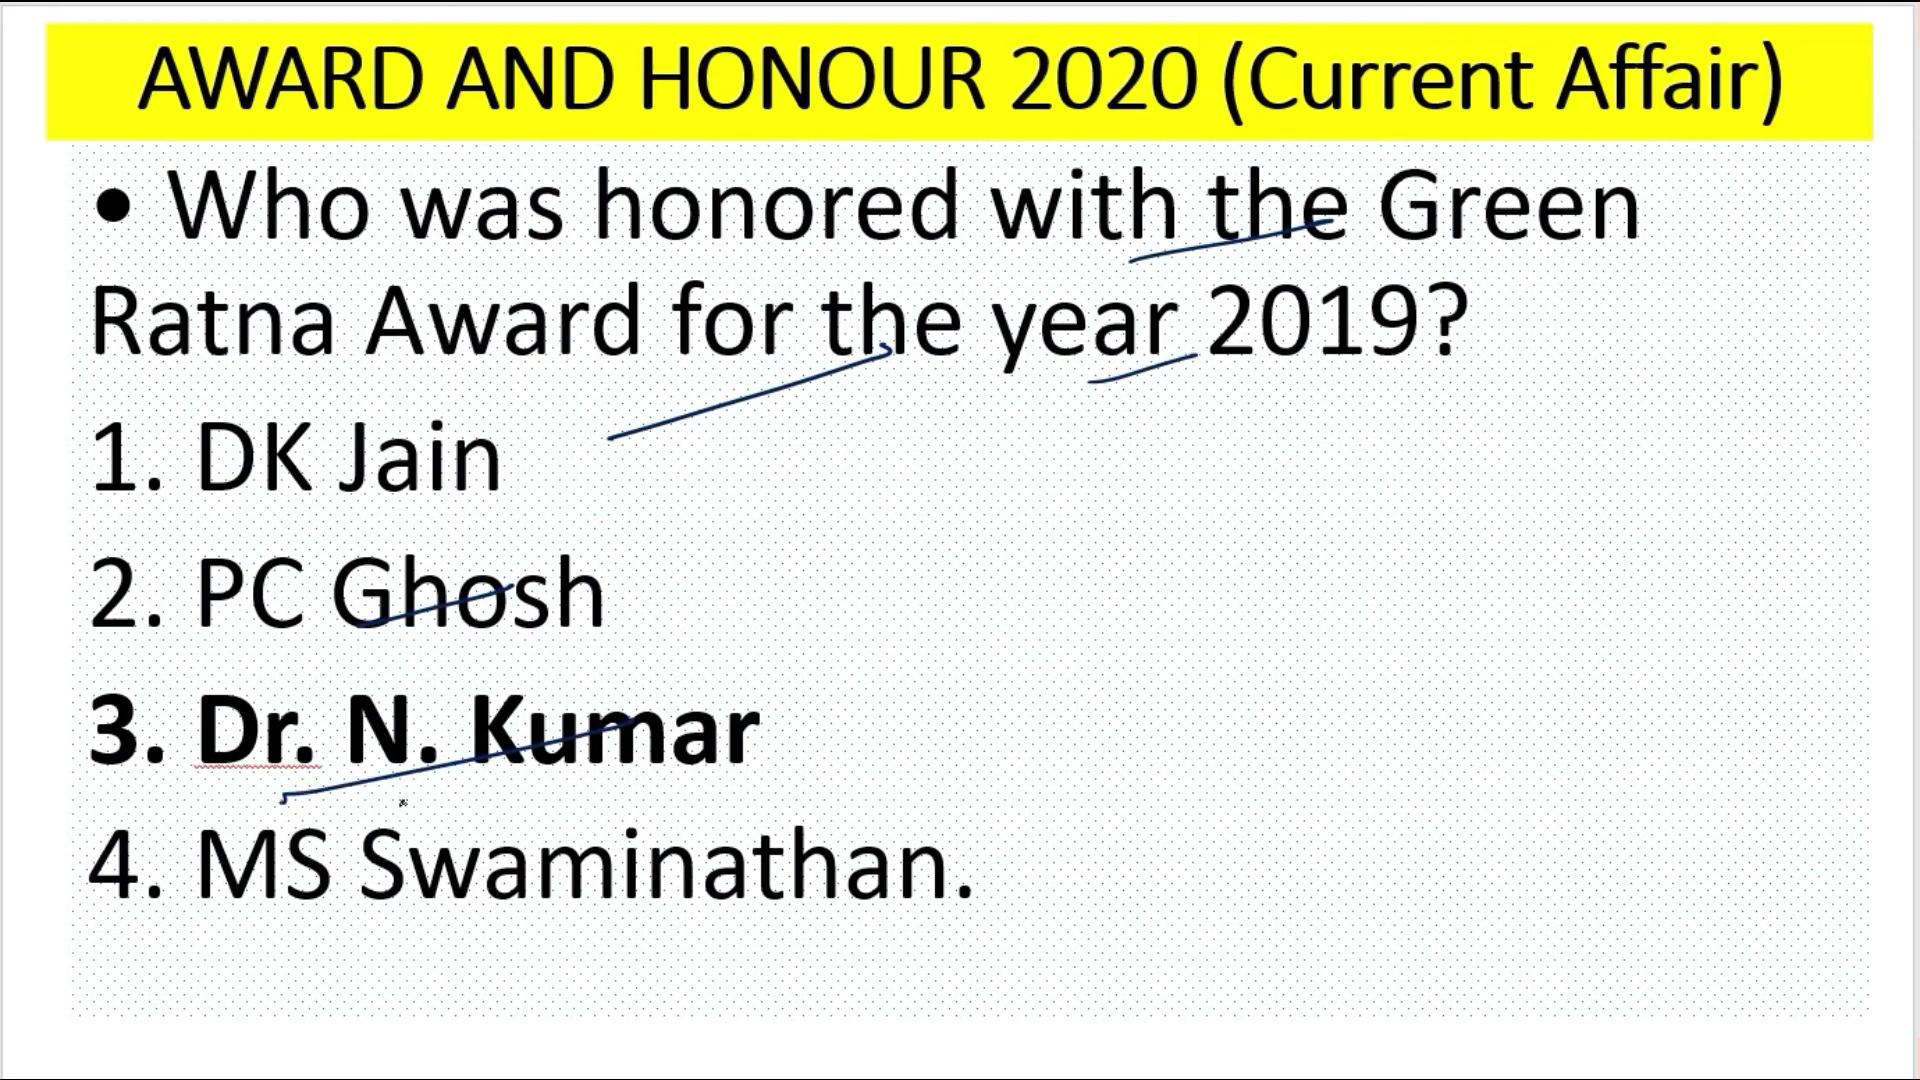 AWARD AND HONOUR 2020 (Current Affair)
• Who was honored with the Green
Ratna Award for the year 2019?
1. DK Jain
2. PC Ghosh
3. Dr. N. Kumar
4. MS Swaminathan.